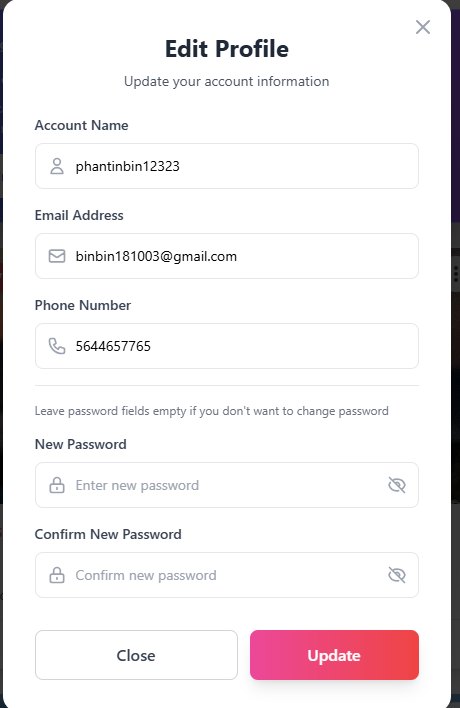 Edit Profile
Update your account information
Account Name
phantinbin12323
Email Address
binbin181003@gmail.com
Phone Number
5644657765
Leave password fields empty if you don't want to change password
New Password
Enter new password
Confirm New Password
Confirm new password
Close
Update